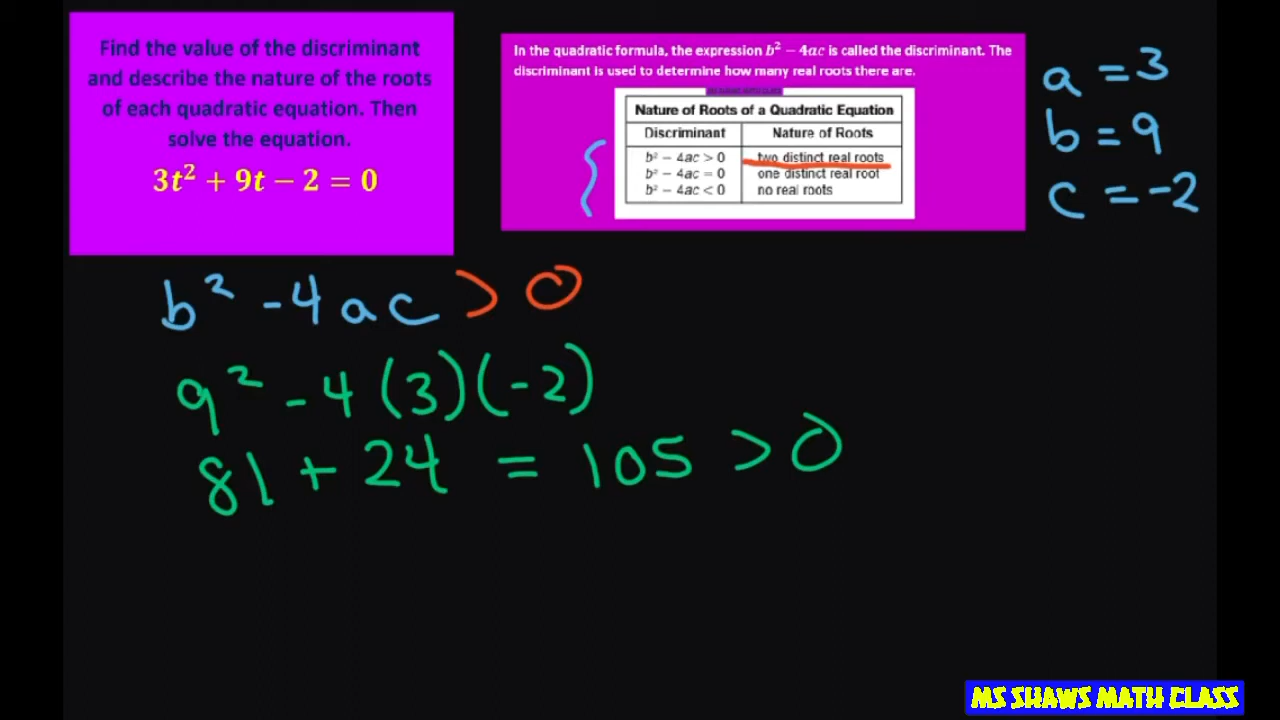 Find the value of the discriminant
and describe the nature of the roots
of each quadratic equation. Then
solve the equation.
3t² + 9t − 2 = 0
In the quadratic formula, the expression b² − 4ac is called the discriminant. The
discriminant is used to determine how many real roots there are.
MS SHAWS MATH CLASS
Nature of Roots of a Quadratic Equation
Discriminant Nature of Roots
b² − 4ac > 0 two distinct real roots
b² − 4ac = 0 one distinct real root
b² − 4ac < 0 no real roots
a = 3
b = 9
c = -2
b² - 4ac > 0
9² - 4(3)(-2)
81 + 24 = 105 > 0
MS SHAWS MATH CLASS